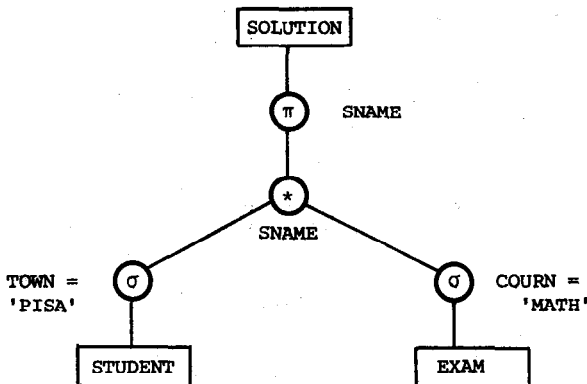 SOLUTION
π SNAME
*
SNAME
TOWN = 'PISA'
σ
σ
COURN = 'MATH'
STUDENT
EXAM